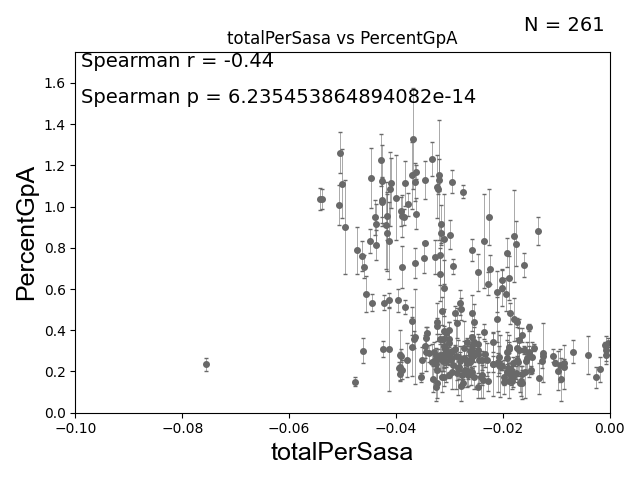 N = 261
totalPerSasa vs PercentGpA
Spearman r = -0.44
Spearman p = 6.235453864894082e-14
PercentGpA
1.6
1.4
1.2
1.0
0.8
0.6
0.4
0.2
0.0
−0.10 −0.08 −0.06 −0.04 −0.02 0.00
totalPerSasa